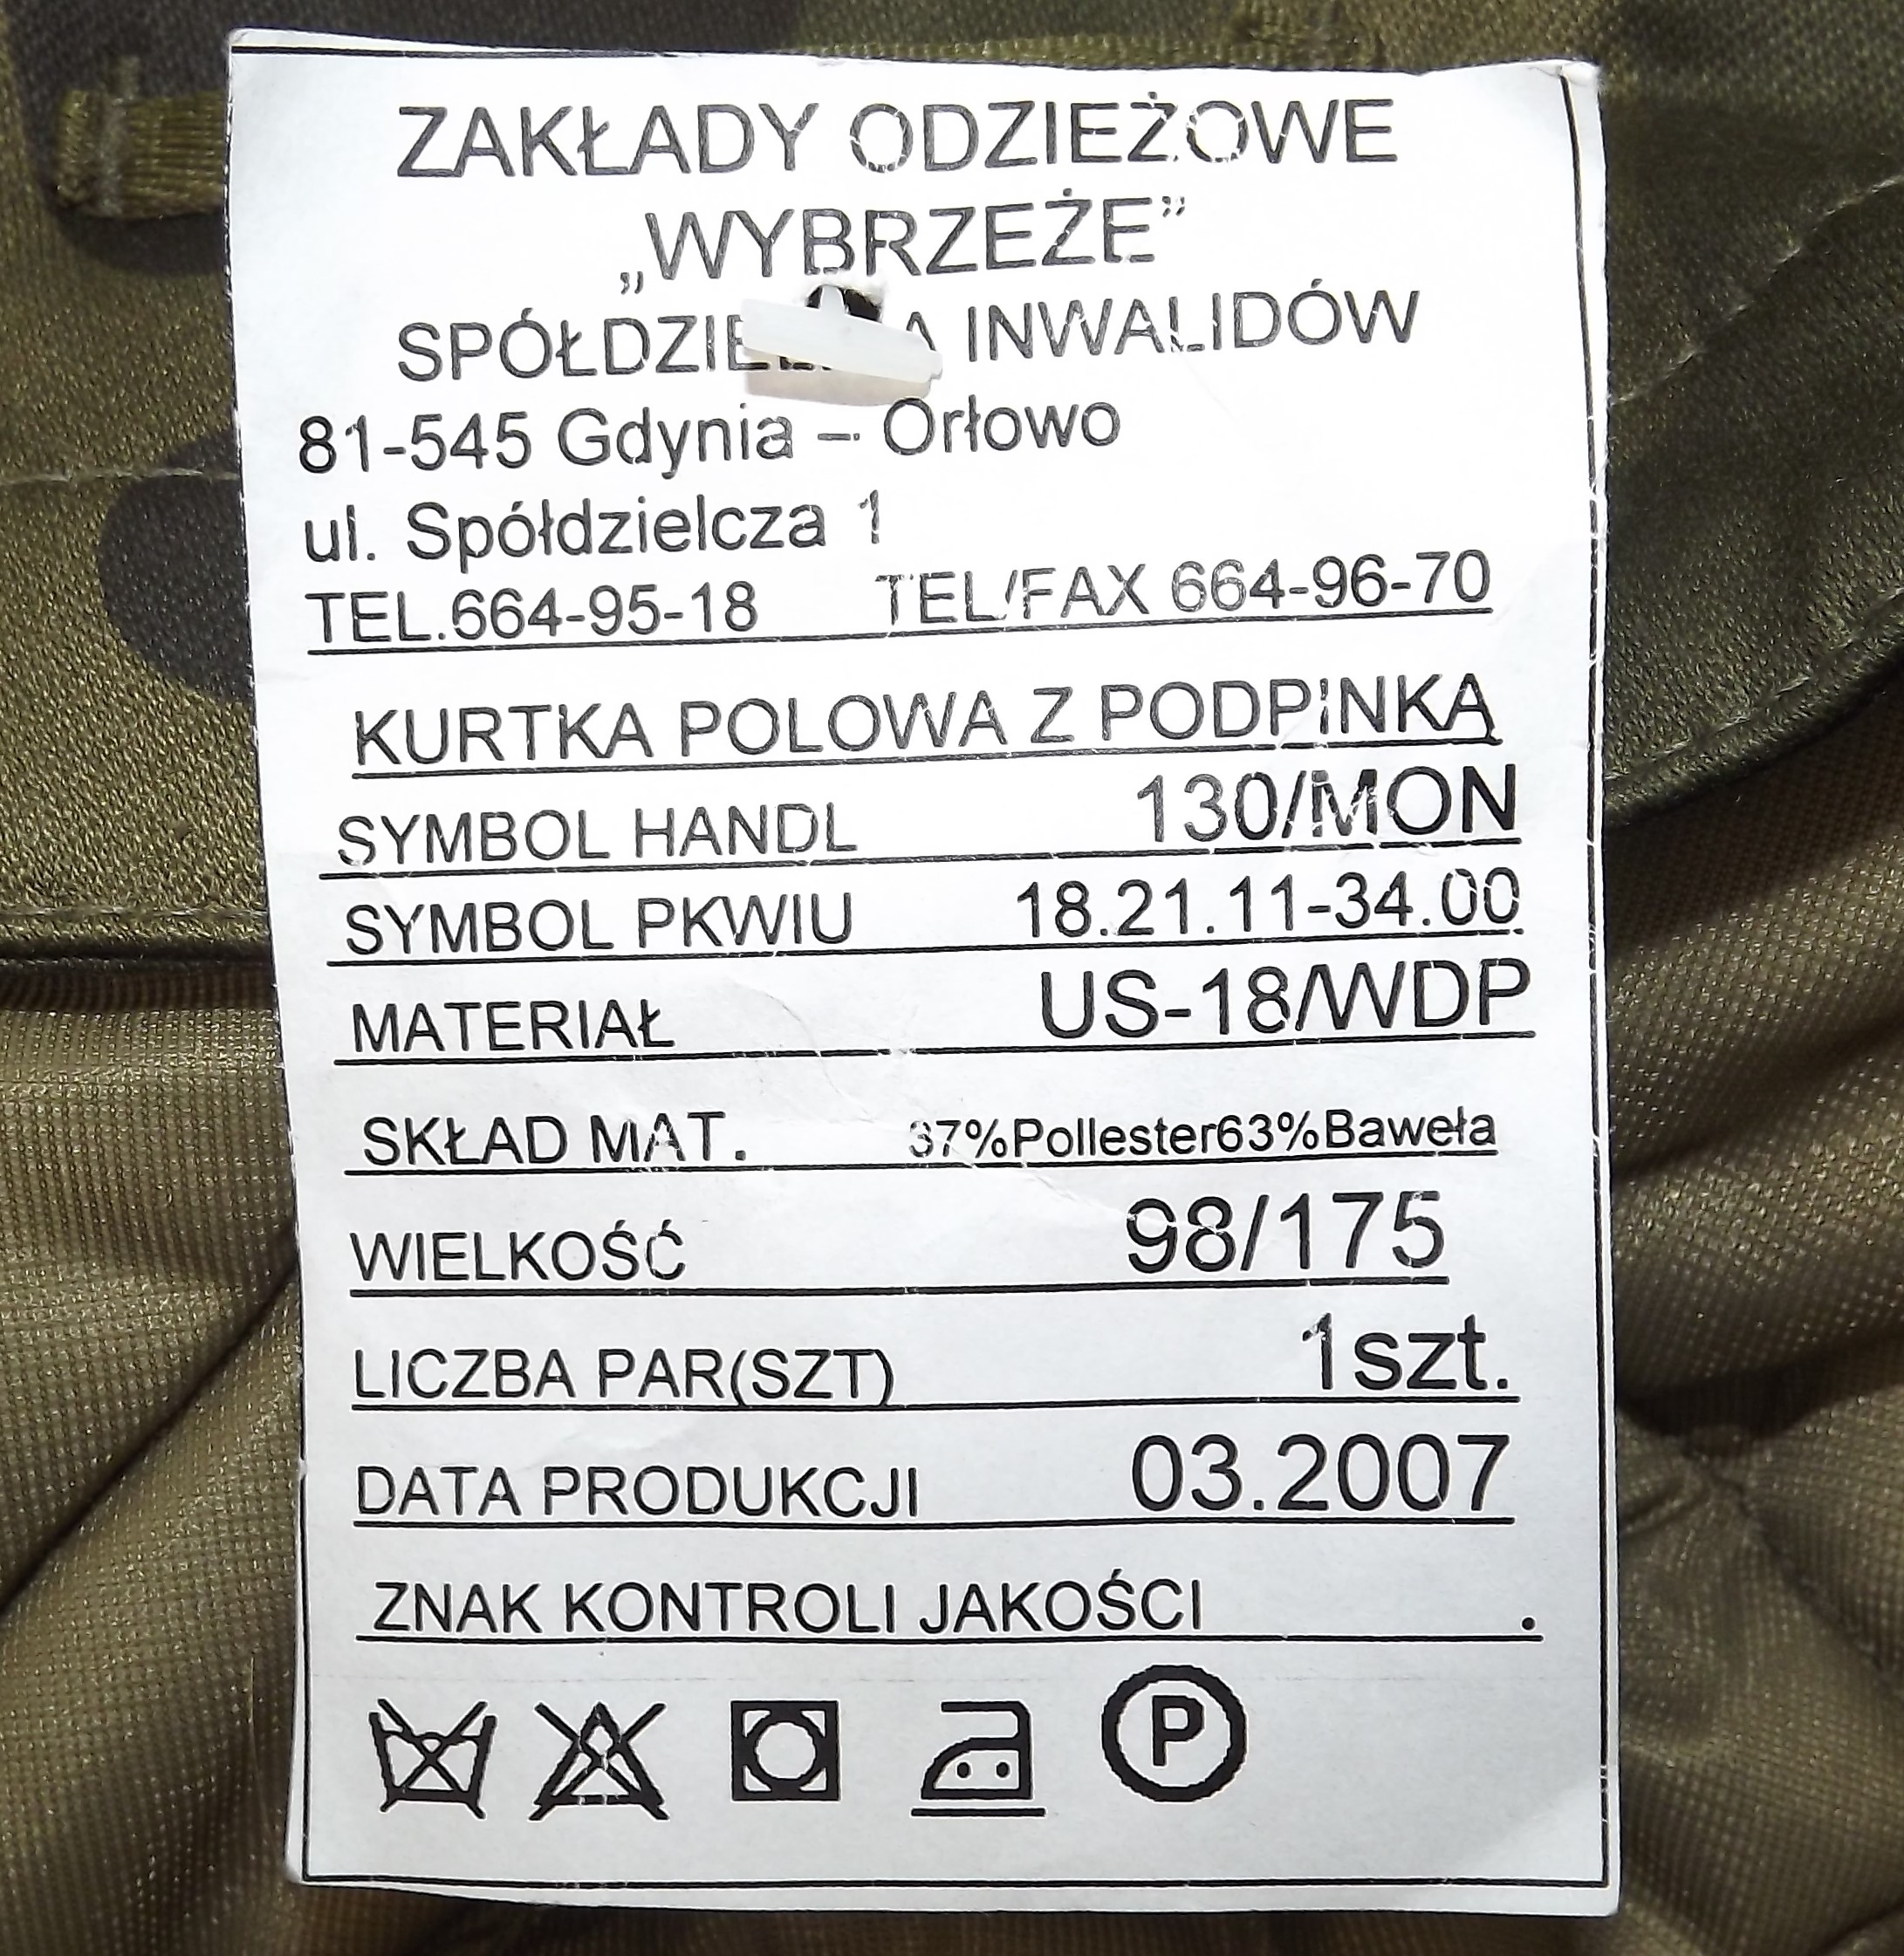 ZAKŁADY ODZIEŻOWE
„WYBRZEŻE”
INWALIDÓW
81-545 Gdynia – Orłowo
ul. Spółdzielcza 1
TEL.664-95-18 TEL/FAX 664-96-70
KURTKA POLOWA Z PODPINKĄ
SYMBOL HANDL 130/MON
SYMBOL PKWIU 18.21.11-34.00
MATERIAŁ US-18/WDP
SKŁAD MAT. 37%Pollester63%Baweła
WIELKOŚĆ 98/175
LICZBA PAR(SZT) 1szt.
DATA PRODUKCJI 03.2007
ZNAK KONTROLI JAKOŚCI .
P